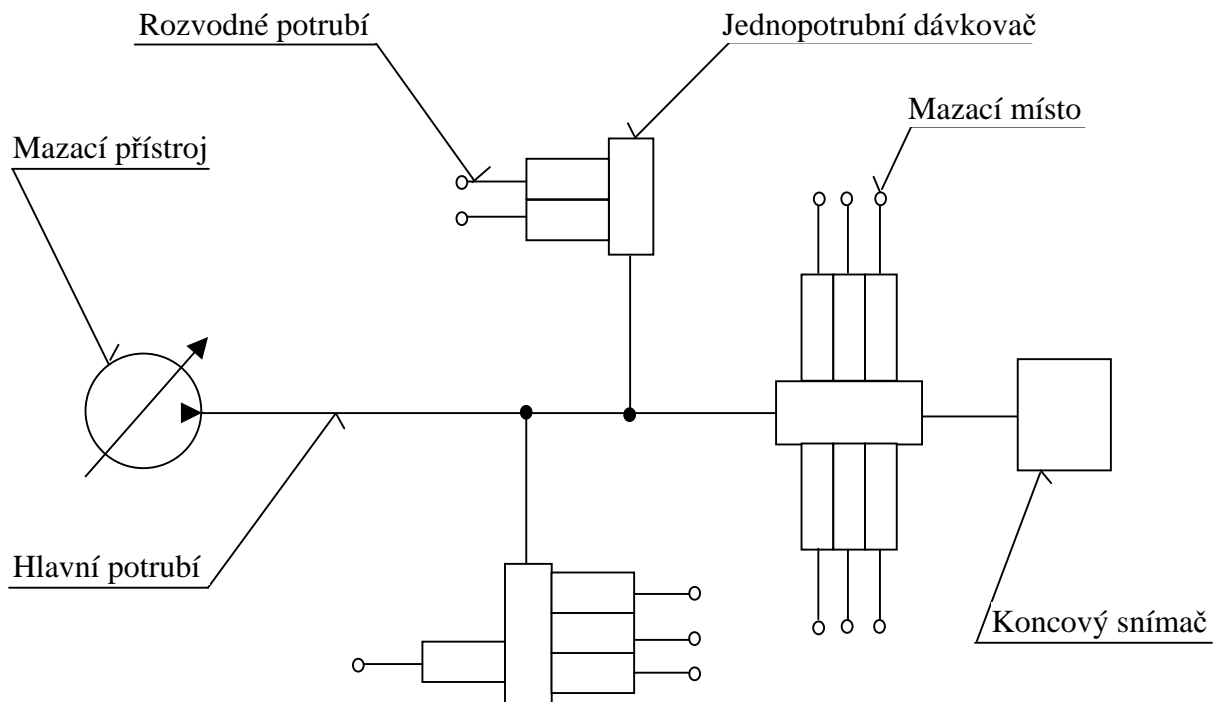 Rozvodné potrubí
Jednopotrubní dávkovač
Mazací místo
Mazací přístroj
Hlavní potrubí
Koncový snímač